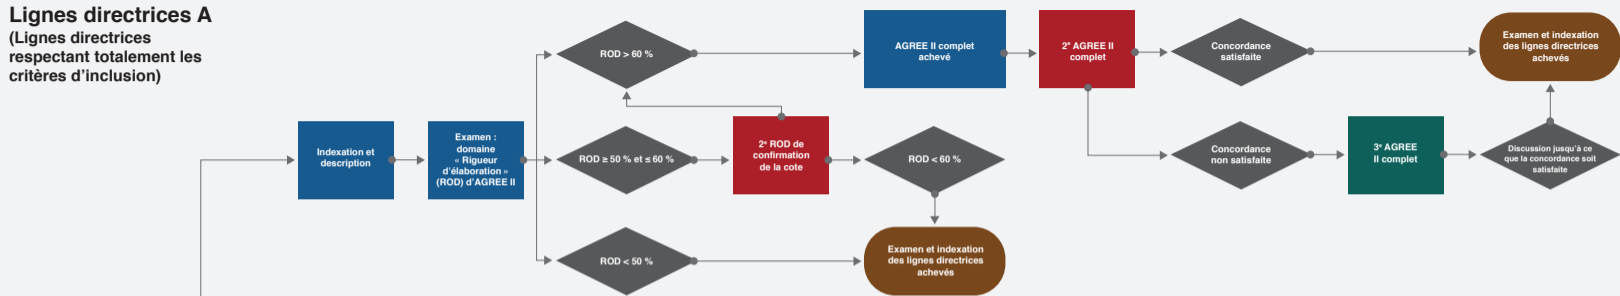 Lignes directrices A
(Lignes directrices
respectant totalement les
critères d'inclusion)
Indexation et
description
Examen :
domaine
« Rigueur
d'élaboration »
(ROD) d'AGREE II
ROD > 60 %
ROD ≥ 50 % et ≤ 60 %
ROD < 50 %
2e ROD de
confirmation
de la cote
ROD < 60 %
Examen et indexation
des lignes directrices
achevés
AGREE II complet
achevé
2e AGREE II
complet
Concordance
satisfaite
Concordance
non satisfaite
3e AGREE
II complet
Discussion jusqu'à ce
que la concordance soit
satisfaite
Examen et indexation
des lignes directrices
achevés